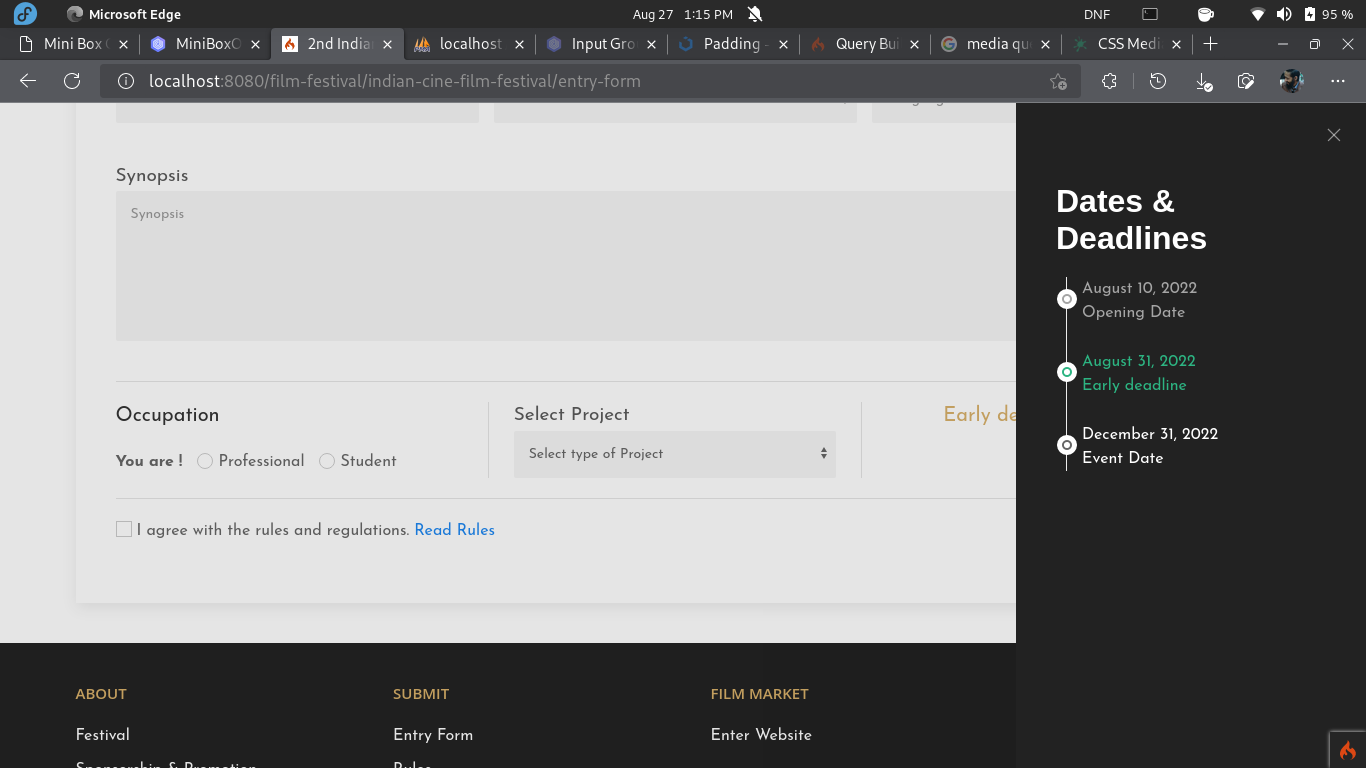 Microsoft Edge
Aug 27 1:15 PM
DNF
95 %
Mini Box
MiniBoxO
2nd India
localhost
Input Gro
Padding -
Query Bui
media qu
CSS Medi
localhost:8080/film-festival/indian-cine-film-festival/entry-form
Synopsis
Synopsis
Occupation
You are !
Professional
Student
Select Project
Select type of Project
Early de
I agree with the rules and regulations. Read Rules
Dates &
Deadlines
August 10, 2022
Opening Date
August 31, 2022
Early deadline
December 31, 2022
Event Date
ABOUT
Festival
Sponsorship & Promotion
SUBMIT
Entry Form
Rules
FILM MARKET
Enter Website